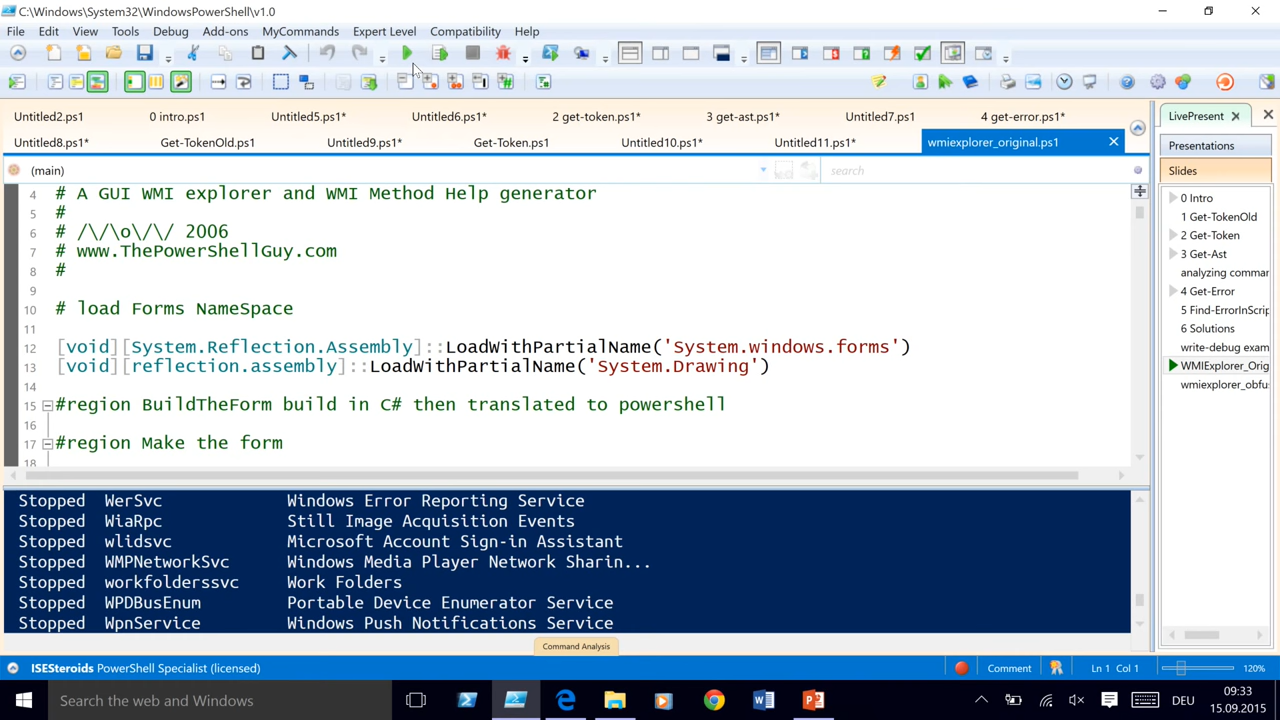 C:\Windows\System32\WindowsPowerShell\v1.0
File Edit View Tools Debug Add-ons MyCommands Expert Level Compatibility Help
Untitled2.ps1 0 intro.ps1 Untitled5.ps1* Untitled6.ps1* 2 get-token.ps1* 3 get-ast.ps1* Untitled7.ps1 4 get-error.ps1*
Untitled8.ps1* Get-TokenOld.ps1 Untitled9.ps1* Get-Token.ps1 Untitled10.ps1* Untitled11.ps1* wmiexplorer_original.ps1
(main) search
4 # A GUI WMI explorer and WMI Method Help generator
5 #
6 # /\/\o\/\/ 2006
7 # www.ThePowerShellGuy.com
8 #
9
10 # load Forms NameSpace
11
12 [void][System.Reflection.Assembly]::LoadWithPartialName('System.windows.forms')
13 [void][reflection.assembly]::LoadWithPartialName('System.Drawing')
14
15 #region BuildTheForm build in C# then translated to powershell
16
17 #region Make the form
18
Stopped WerSvc Windows Error Reporting Service
Stopped WiaRpc Still Image Acquisition Events
Stopped wlidsvc Microsoft Account Sign-in Assistant
Stopped WMPNetworkSvc Windows Media Player Network Sharin...
Stopped workfolderssvc Work Folders
Stopped WPDBusEnum Portable Device Enumerator Service
Stopped WpnService Windows Push Notifications Service
Command Analysis
LivePresent
Presentations
Slides
0 Intro
1 Get-TokenOld
2 Get-Token
3 Get-Ast
analyzing comma
4 Get-Error
5 Find-ErrorInScri
6 Solutions
write-debug exam
WMIExplorer_Orig
wmiexplorer_obfu
ISESteroids PowerShell Specialist (licensed) Comment Ln 1 Col 1 120%
Search the web and Windows
DEU
09:33
15.09.2015